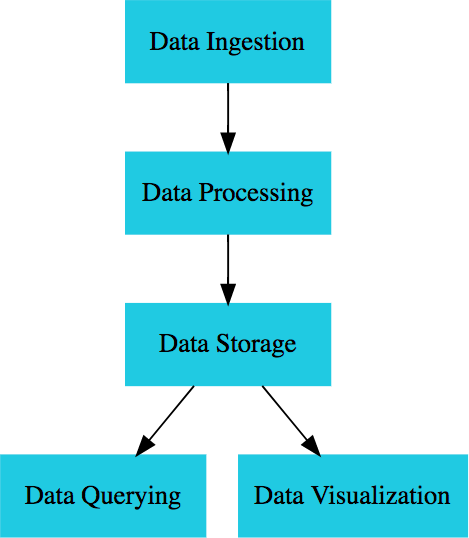 Data Ingestion
Data Processing
Data Storage
Data Querying
Data Visualization